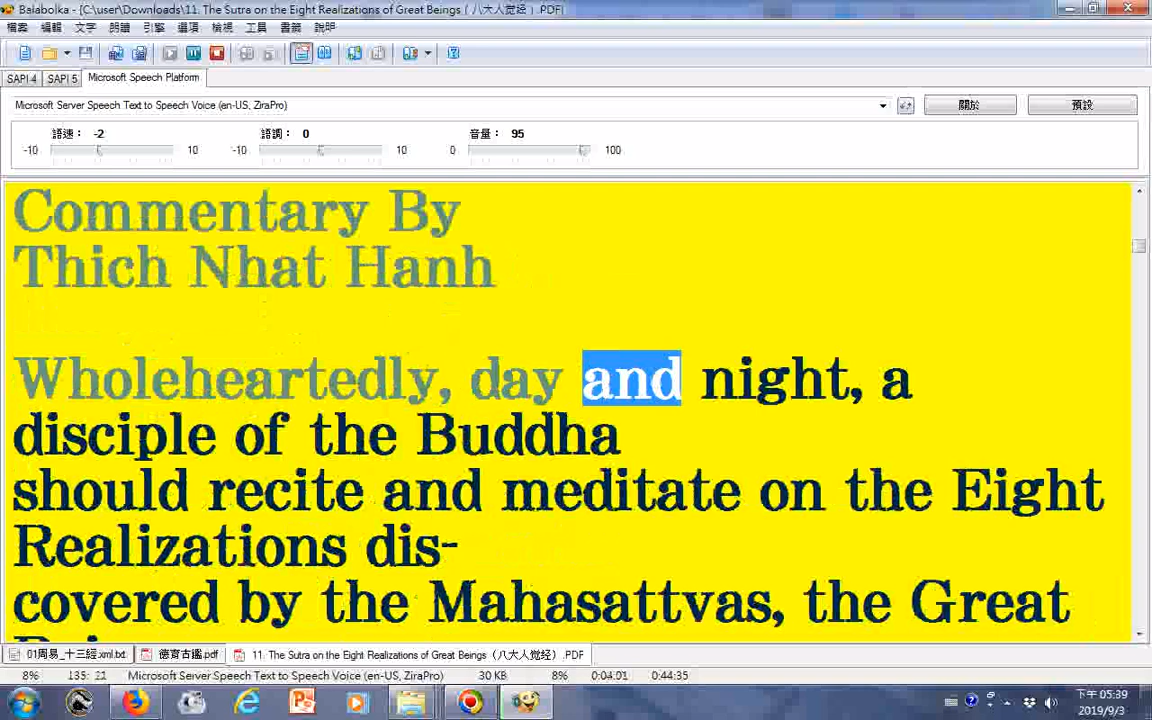 Balabolka - [C:\user\Downloads\11. The Sutra on the Eight Realizations of Great Beings（八大人觉经）.PDF]
檔案 編輯 文字 朗讀 引擎 選項 檢視 工具 書籤 說明
SAPI 4 SAPI 5 Microsoft Speech Platform
Microsoft Server Speech Text to Speech Voice (en-US, ZiraPro) 關於 預設
語速： -2 語調： 0 音量： 95
-10 10 -10 10 0 100
Commentary By
Thich Nhat Hanh
Wholeheartedly, day and night, a
disciple of the Buddha
should recite and meditate on the Eight
Realizations dis-
covered by the Mahasattvas, the Great
01周易_十三經.xml.txt 德育古鑑.pdf 11. The Sutra on the Eight Realizations of Great Beings（八大人觉经）.PDF
8% 135: 21 Microsoft Server Speech Text to Speech Voice (en-US, ZiraPro) 30 KB 8% 0:04:01 0:44:35
下午 05:39
2019/9/3